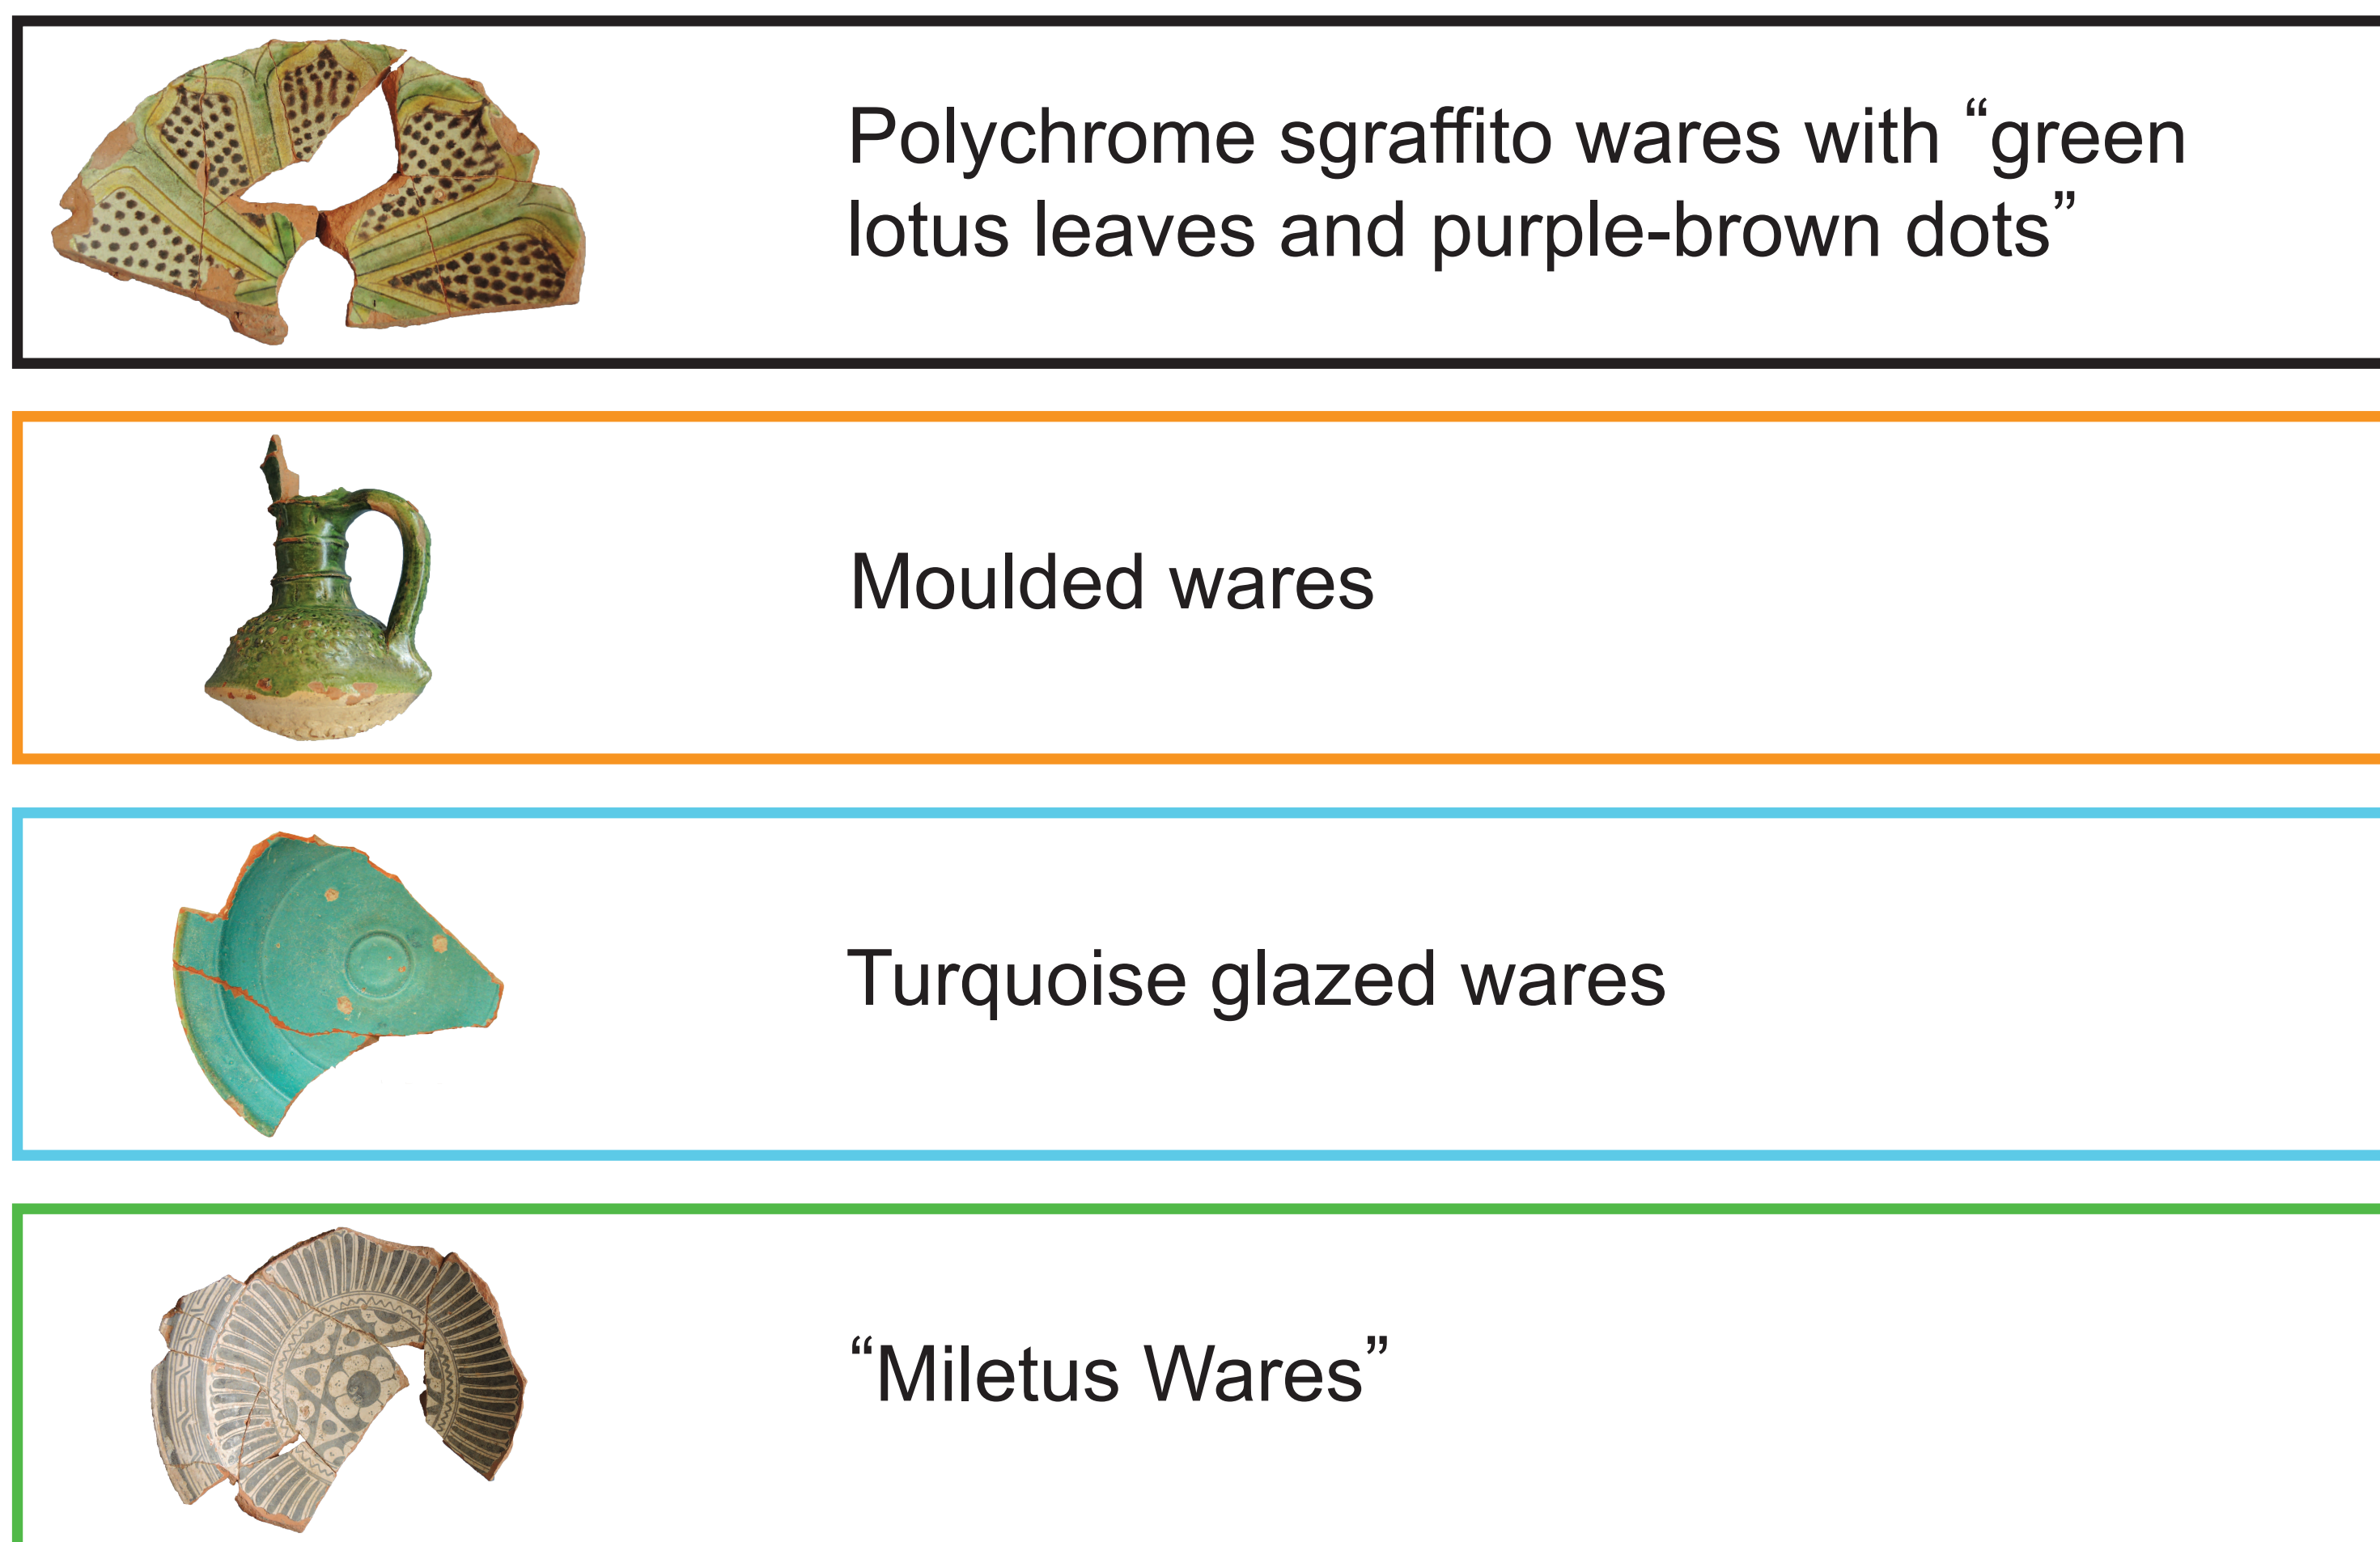 Polychrome sgraffito wares with “green
lotus leaves and purple-brown dots”
Moulded wares
Turquoise glazed wares
“Miletus Wares”